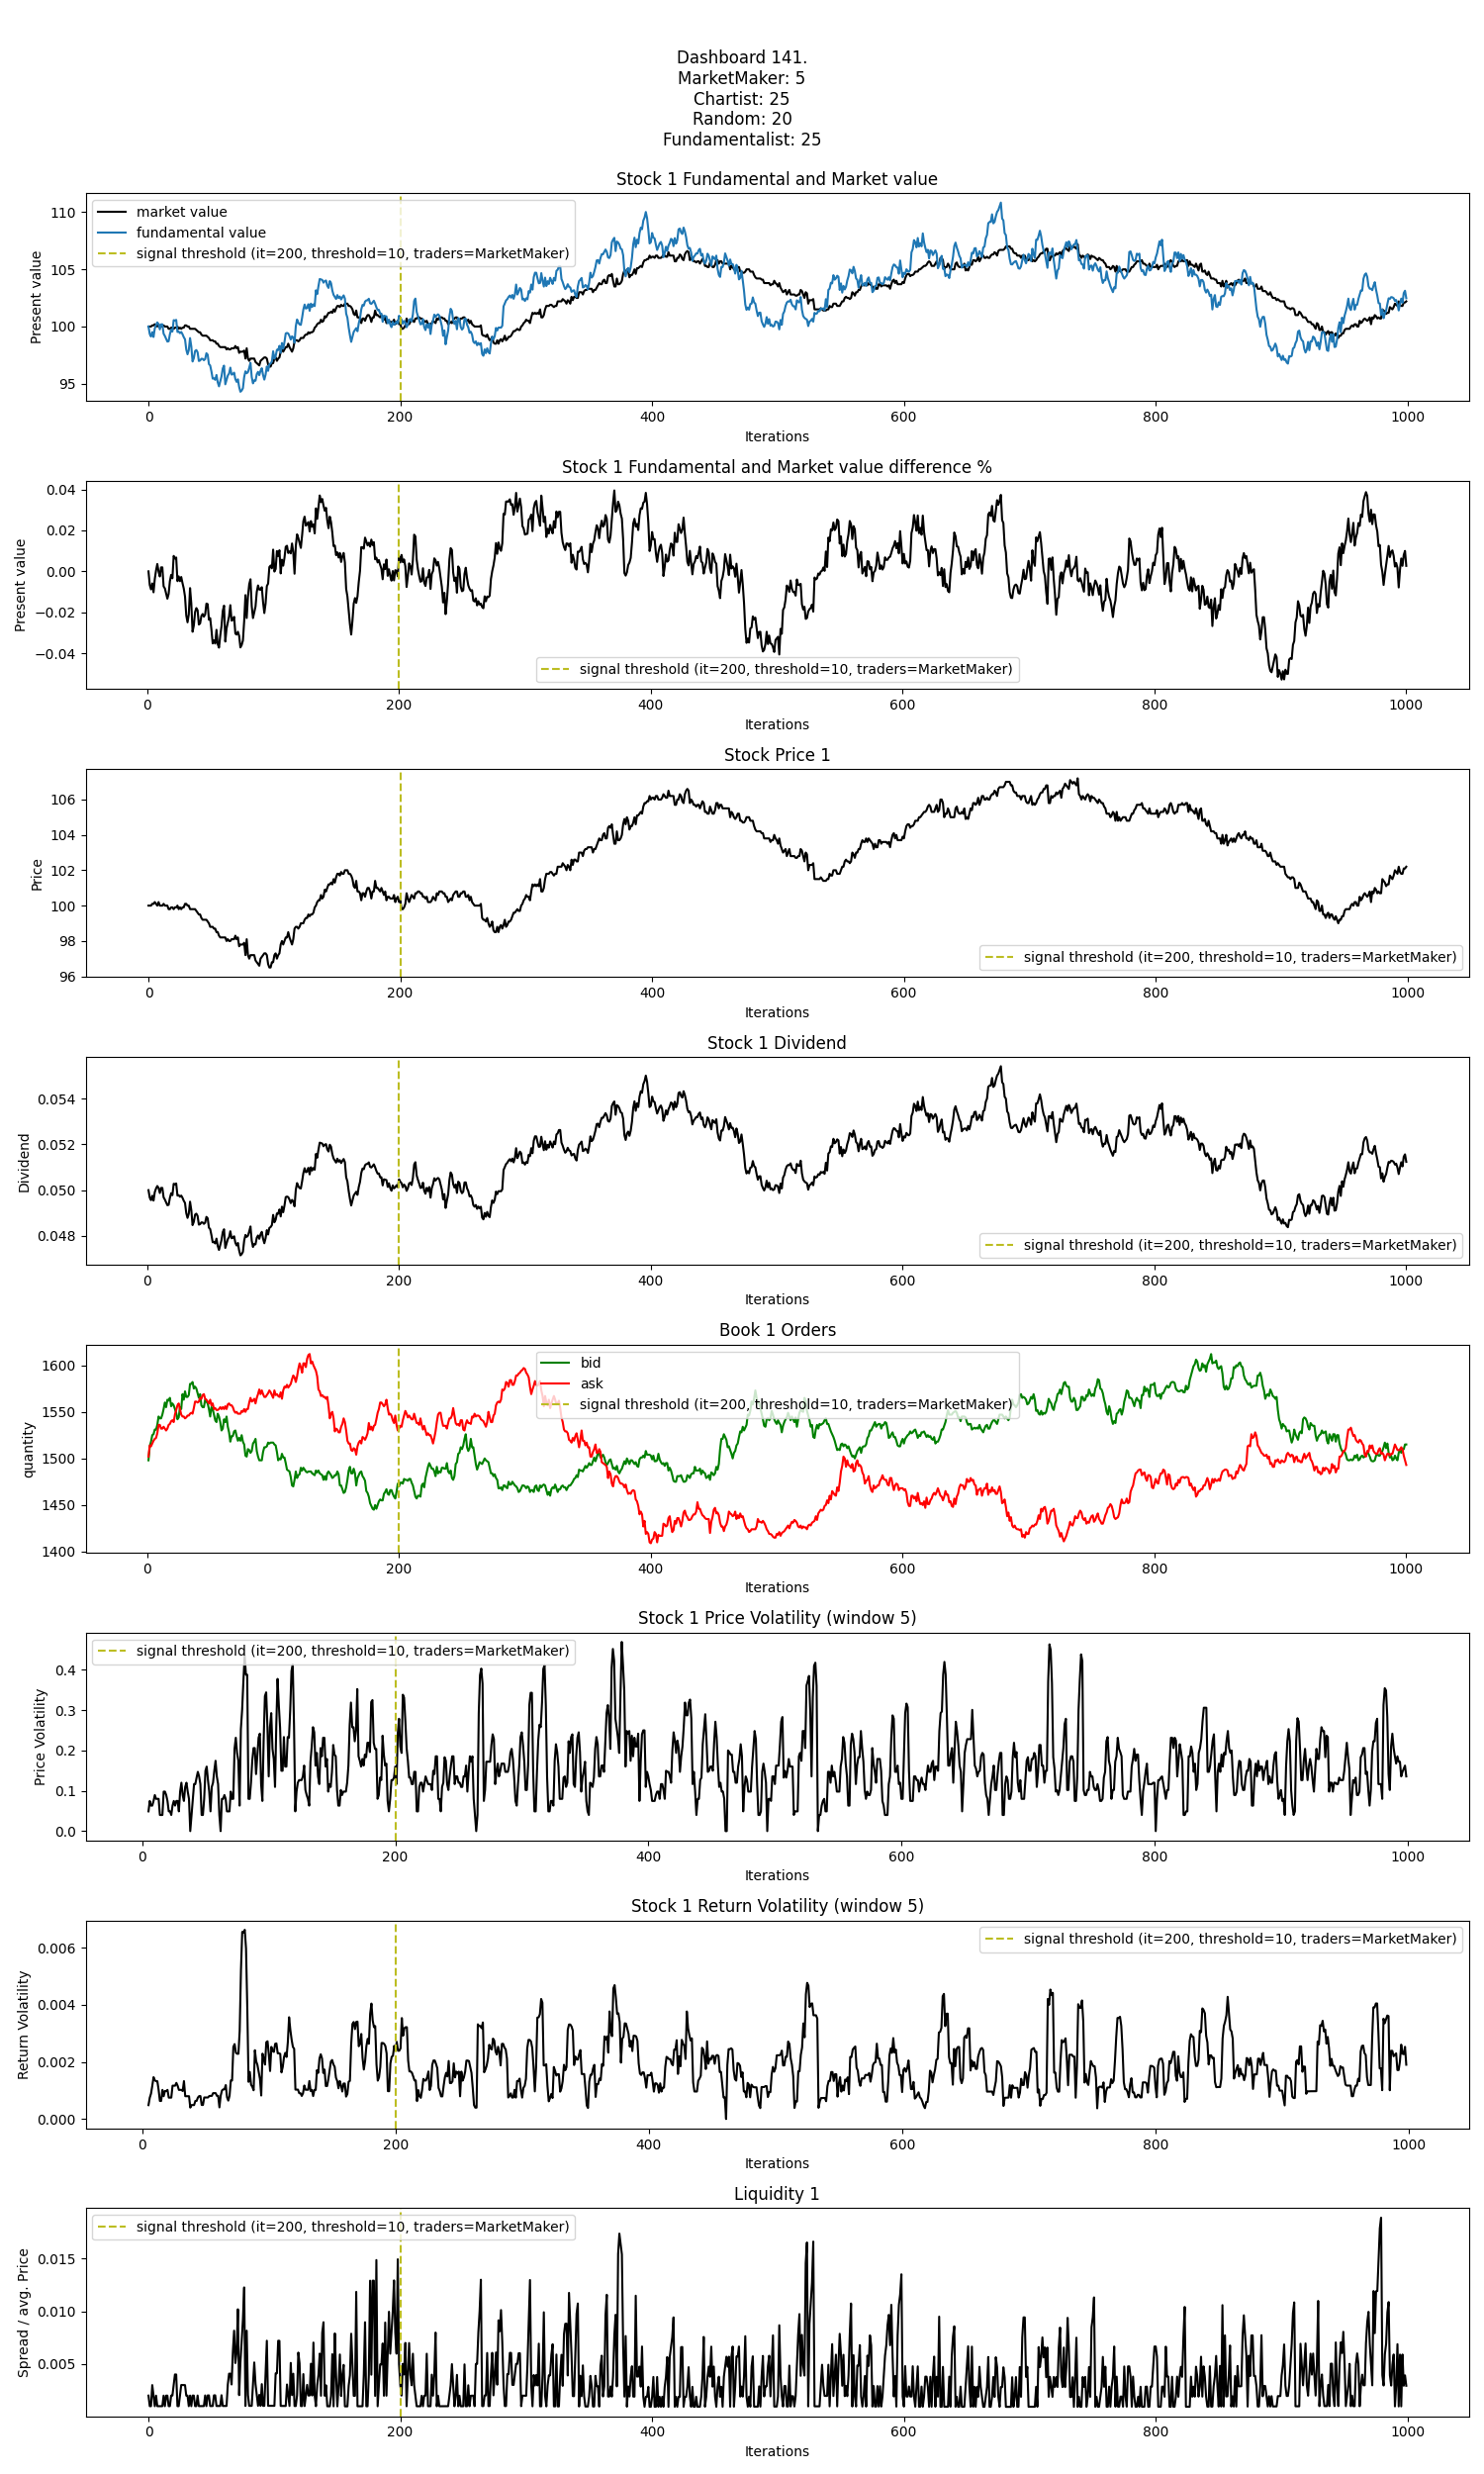 Dashboard 141.
MarketMaker: 5
Chartist: 25
Random: 20
Fundamentalist: 25
Stock 1 Fundamental and Market value
market value
fundamental value
signal threshold (it=200, threshold=10, traders=MarketMaker)
Present value
110
105
100
95
0 200 400 600 800 1000
Iterations
Stock 1 Fundamental and Market value difference %
Present value
0.04
0.02
0.00
−0.02
−0.04
signal threshold (it=200, threshold=10, traders=MarketMaker)
0 200 400 600 800 1000
Iterations
Stock Price 1
Price
106
104
102
100
98
96
signal threshold (it=200, threshold=10, traders=MarketMaker)
0 200 400 600 800 1000
Iterations
Stock 1 Dividend
Dividend
0.054
0.052
0.050
0.048
signal threshold (it=200, threshold=10, traders=MarketMaker)
0 200 400 600 800 1000
Iterations
Book 1 Orders
bid
ask
signal threshold (it=200, threshold=10, traders=MarketMaker)
quantity
1600
1550
1500
1450
1400
0 200 400 600 800 1000
Iterations
Stock 1 Price Volatility (window 5)
signal threshold (it=200, threshold=10, traders=MarketMaker)
Price Volatility
0.4
0.3
0.2
0.1
0.0
0 200 400 600 800 1000
Iterations
Stock 1 Return Volatility (window 5)
signal threshold (it=200, threshold=10, traders=MarketMaker)
Return Volatility
0.006
0.004
0.002
0.000
0 200 400 600 800 1000
Iterations
Liquidity 1
signal threshold (it=200, threshold=10, traders=MarketMaker)
Spread / avg. Price
0.015
0.010
0.005
0 200 400 600 800 1000
Iterations